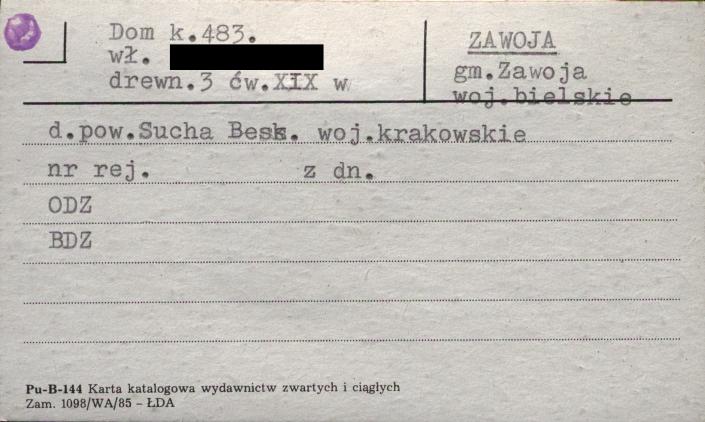 Dom k.483.
wł.
drewn.3 ćw.XIX w
ZAWOJA
gm.Zawoja
woj.bielskie
d.pow.Sucha Besk. woj.krakowskie
nr rej. z dn.
ODZ
BDZ
Pu-B-144 Karta katalogowa wydawnictw zwartych i ciągłych
Zam. 1098/WA/85 – ŁDA